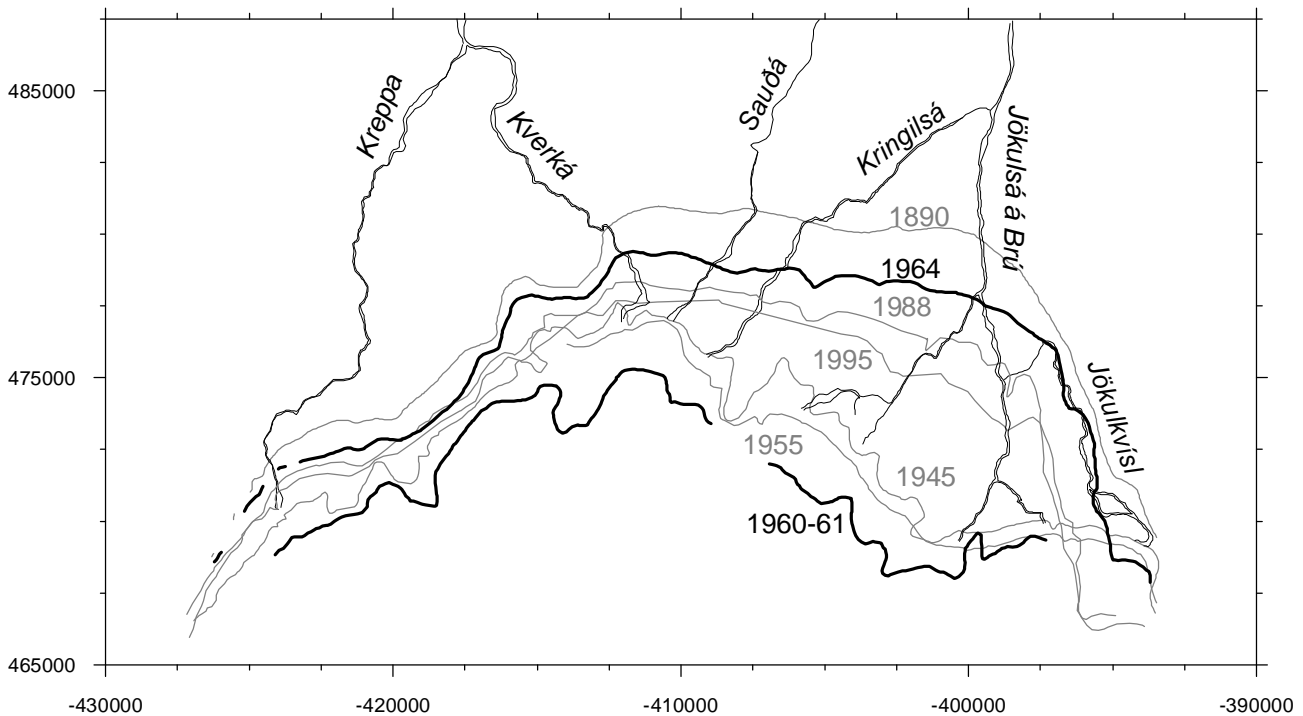 485000
475000
465000
-430000
-420000
-410000
-400000
-390000
Kreppa
Kverká
Sauðá
Kringilsá
Jökulsá á Brú
Jökulkvísl
1890
1964
1988
1995
1955
1945
1960-61